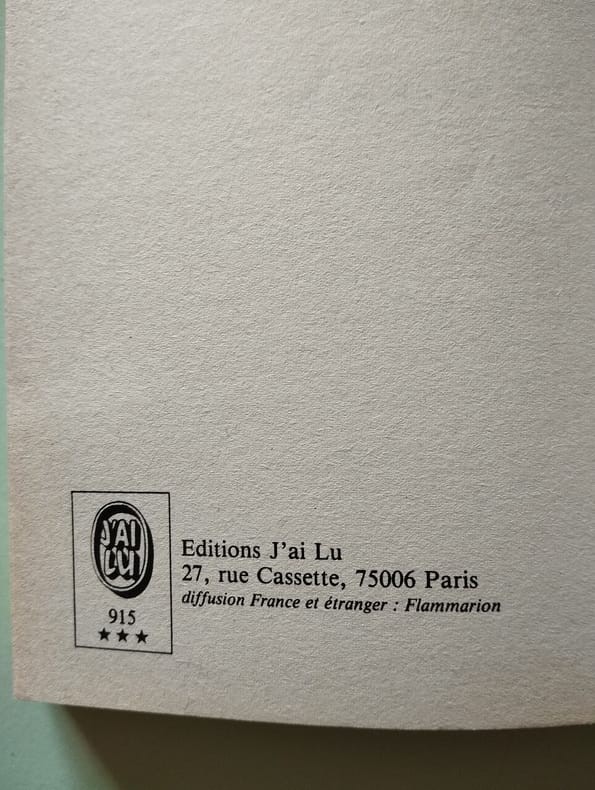 J'AI
LU
915
★★★
Editions J'ai Lu
27, rue Cassette, 75006 Paris
diffusion France et étranger : Flammarion